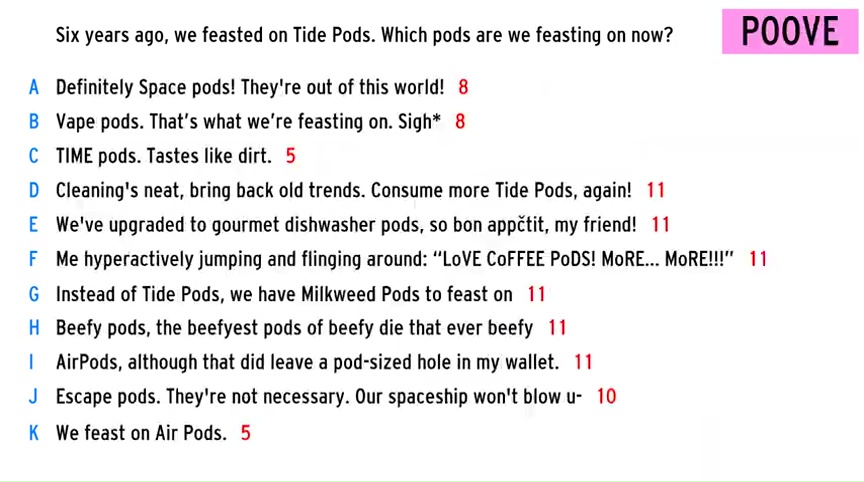 Six years ago, we feasted on Tide Pods. Which pods are we feasting on now?
POOVE
A Definitely Space pods! They're out of this world! 8
B Vape pods. That's what we're feasting on. Sigh* 8
C TIME pods. Tastes like dirt. 5
D Cleaning's neat, bring back old trends. Consume more Tide Pods, again! 11
E We've upgraded to gourmet dishwasher pods, so bon appčtit, my friend! 11
F Me hyperactively jumping and flinging around: “LoVE CoFFEE PoDS! MoRE... MoRE!!!” 11
G Instead of Tide Pods, we have Milkweed Pods to feast on 11
H Beefy pods, the beefyest pods of beefy die that ever beefy 11
I AirPods, although that did leave a pod-sized hole in my wallet. 11
J Escape pods. They're not necessary. Our spaceship won't blow u- 10
K We feast on Air Pods. 5